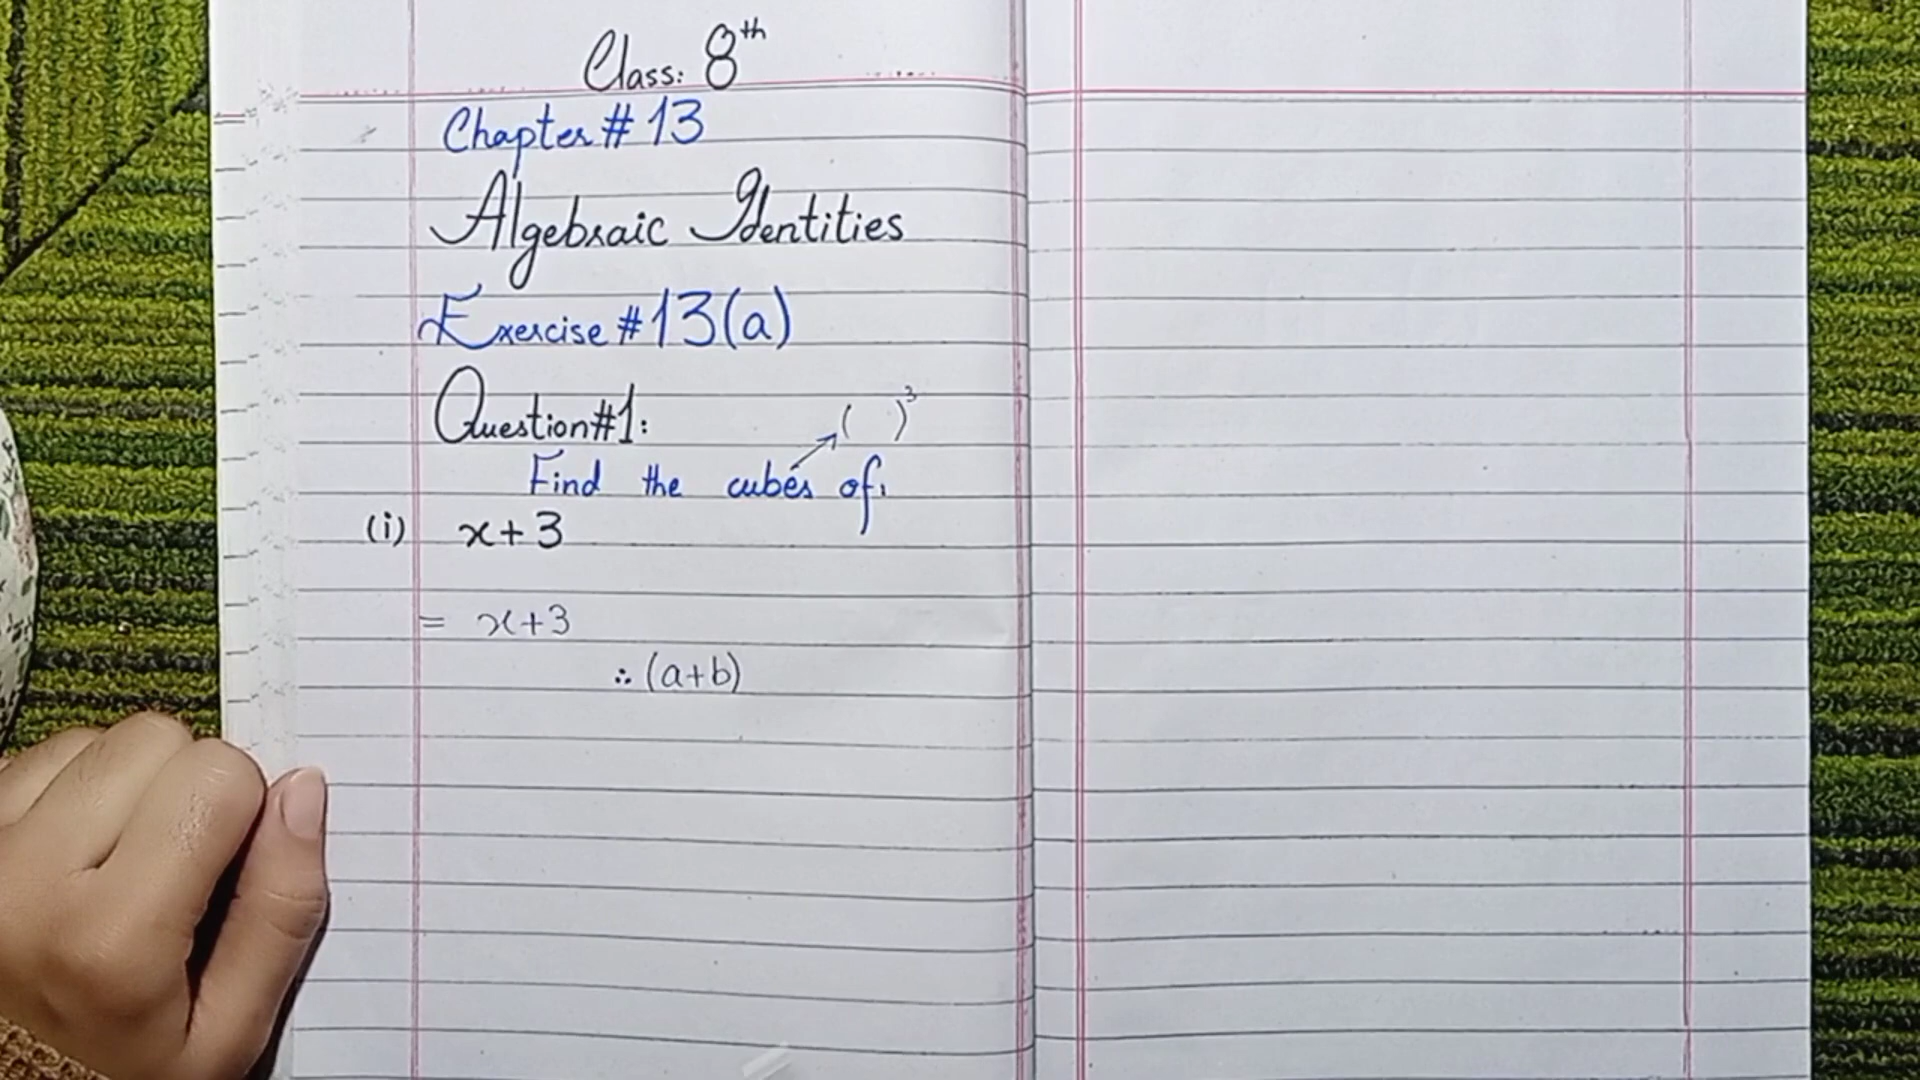 Class: 8th
Chapter # 13
Algebraic Identities
Exercise # 13(a)
Question#1:
( )³
Find the cubes of,
(i) x+3
= x+3
∴ (a+b)